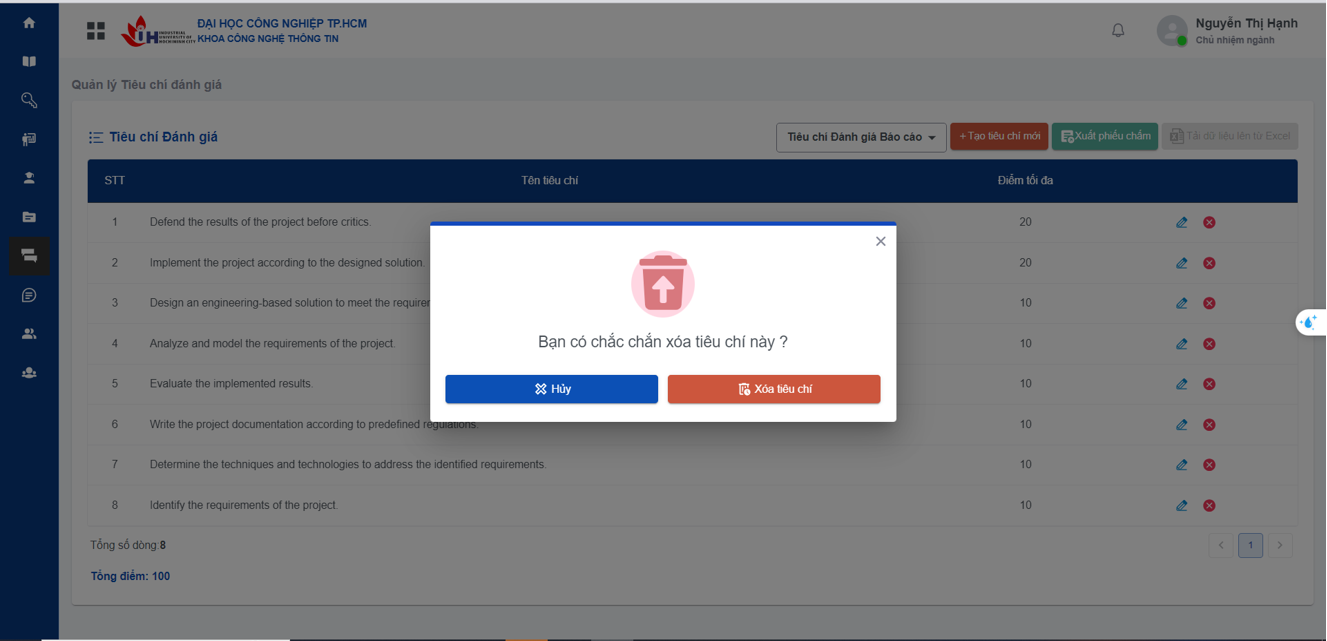 ĐẠI HỌC CÔNG NGHIỆP TP.HCM
KHOA CÔNG NGHỆ THÔNG TIN
INDUSTRIAL
UNIVERSITY OF
HOCHIMINH CITY
Nguyễn Thị Hạnh
Chủ nhiệm ngành
Quản lý Tiêu chí đánh giá
Tiêu chí Đánh giá
Tiêu chí Đánh giá Báo cáo
+ Tạo tiêu chí mới
Xuất phiếu chấm
Tải dữ liệu lên từ Excel
STT Tên tiêu chí Điểm tối đa
1 Defend the results of the project before critics. 20
2 Implement the project according to the designed solution. 20
3 Design an engineering-based solution to meet the requirem 10
4 Analyze and model the requirements of the project. 10
5 Evaluate the implemented results. 10
6 Write the project documentation according to predefined regulations. 10
7 Determine the techniques and technologies to address the identified requirements. 10
8 Identify the requirements of the project. 10
Bạn có chắc chắn xóa tiêu chí này ?
Hủy
Xóa tiêu chí
Tổng số dòng 8
1
Tổng điểm: 100